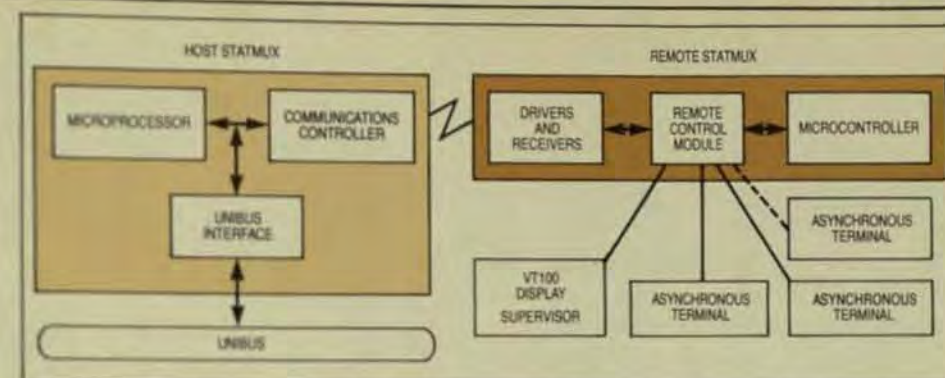 HOST STATMUX
REMOTE STATMUX
MICROPROCESSOR
COMMUNICATIONS
CONTROLLER
DRIVERS
AND
RECEIVERS
REMOTE
CONTROL
MODULE
MICROCONTROLLER
UNIBUS
INTERFACE
ASYNCHRONOUS
TERMINAL
VT100
DISPLAY
SUPERVISOR
ASYNCHRONOUS
TERMINAL
ASYNCHRONOUS
TERMINAL
UNIBUS